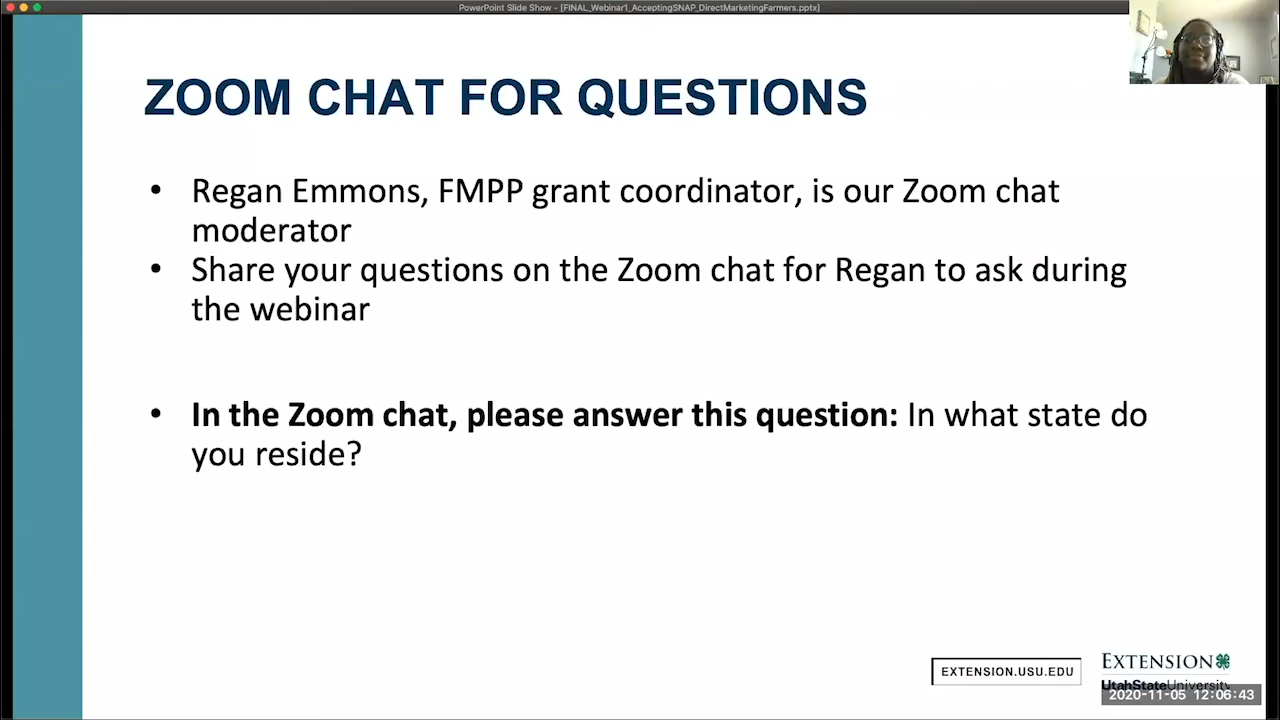 PowerPoint Slide Show - [FINAL_Webinar1_AcceptingSNAP_DirectMarketingFarmers.pptx]
ZOOM CHAT FOR QUESTIONS
• Regan Emmons, FMPP grant coordinator, is our Zoom chat
moderator
• Share your questions on the Zoom chat for Regan to ask during
the webinar
• In the Zoom chat, please answer this question: In what state do
you reside?
EXTENSION.USU.EDU
EXTENSION
UtahStateUniversity
2020-11-05 12:06:43